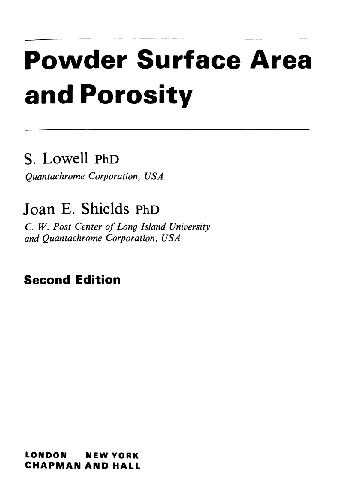 Powder Surface Area
and Porosity
S. Lowell PhD
Quantachrome Corporation, USA
Joan E. Shields PhD
C. W. Post Center of Long Island University
and Quantachrome Corporation, USA
Second Edition
LONDON NEW YORK
CHAPMAN AND HALL